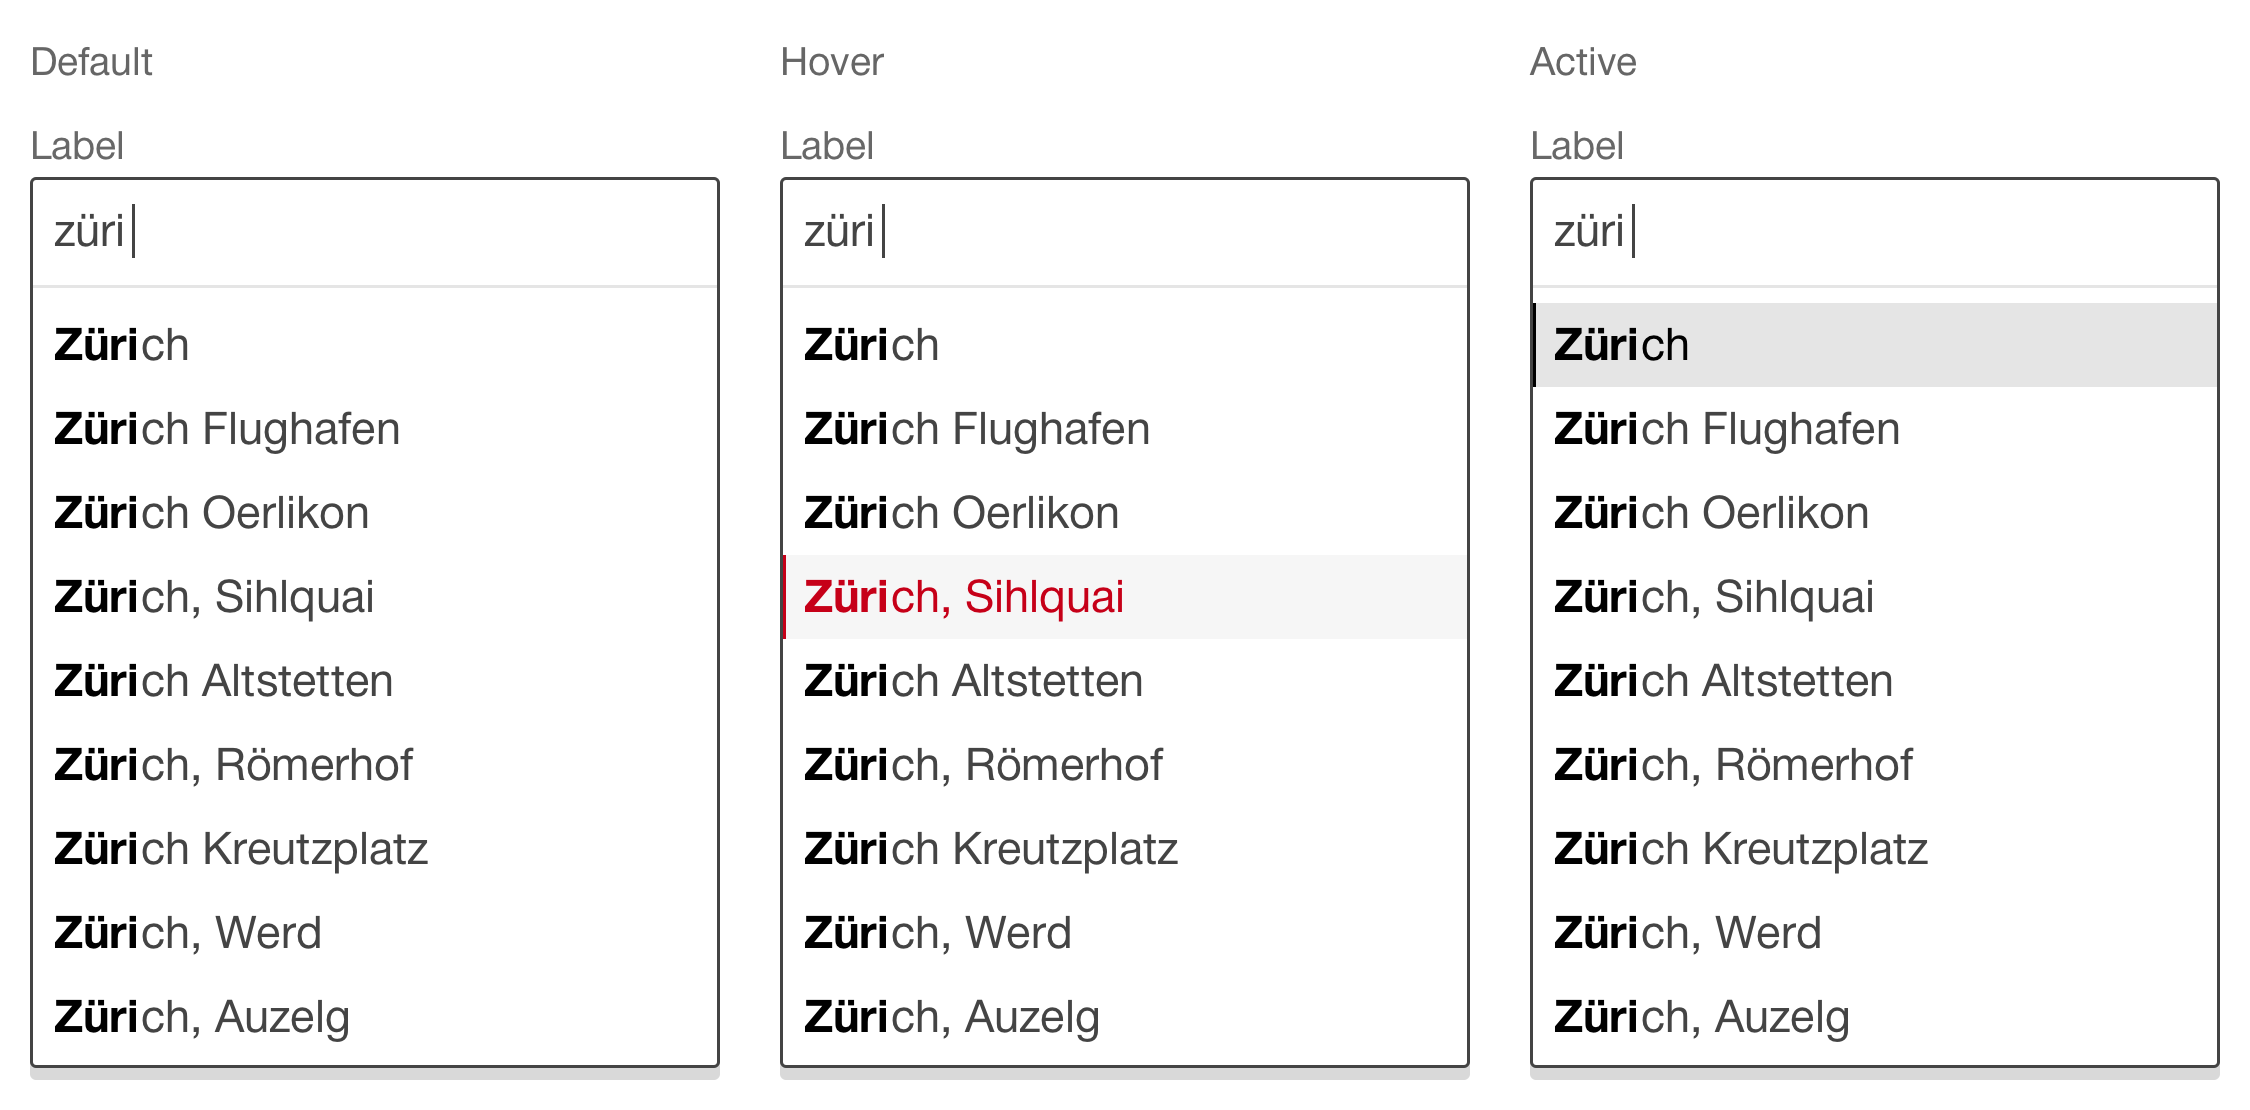 Default
Label
züri
Zürich
Zürich Flughafen
Zürich Oerlikon
Zürich, Sihlquai
Zürich Altstetten
Zürich, Römerhof
Zürich Kreutzplatz
Zürich, Werd
Zürich, Auzelg
Hover
Label
züri
Zürich
Zürich Flughafen
Zürich Oerlikon
Zürich, Sihlquai
Zürich Altstetten
Zürich, Römerhof
Zürich Kreutzplatz
Zürich, Werd
Zürich, Auzelg
Active
Label
züri
Zürich
Zürich Flughafen
Zürich Oerlikon
Zürich, Sihlquai
Zürich Altstetten
Zürich, Römerhof
Zürich Kreutzplatz
Zürich, Werd
Zürich, Auzelg